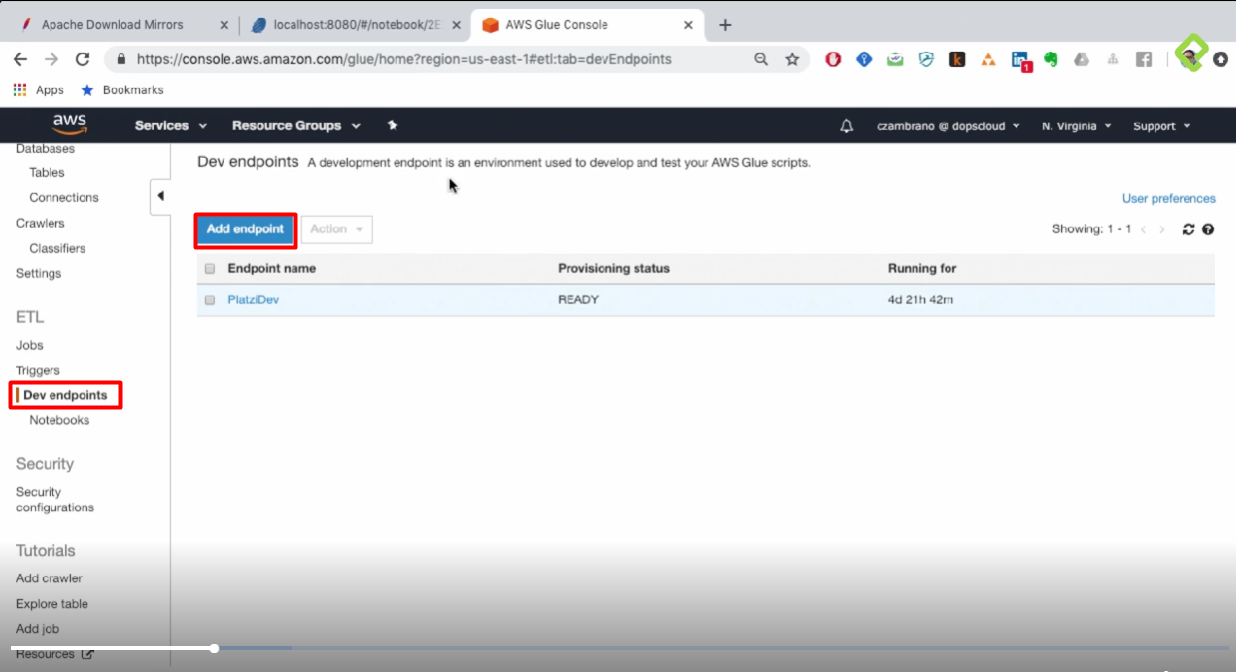 Apache Download Mirrors
localhost:8080/#/notebook/2E
AWS Glue Console
https://console.aws.amazon.com/glue/home?region=us-east-1#etl:tab=devEndpoints
1
Apps
Bookmarks
aws
Services
Resource Groups
czambrano @ dopscloud
N. Virginia
Support
Databases
Tables
Connections
Crawlers
Classifiers
Settings
ETL
Jobs
Triggers
Dev endpoints
Notebooks
Security
Security
configurations
Tutorials
Add crawler
Explore table
Add job
Resources
Dev endpoints A development endpoint is an environment used to develop and test your AWS Glue scripts.
User preferences
Add endpoint Action
Showing: 1 - 1
Endpoint name Provisioning status Running for
PlatziDev READY 4d 21h 42m